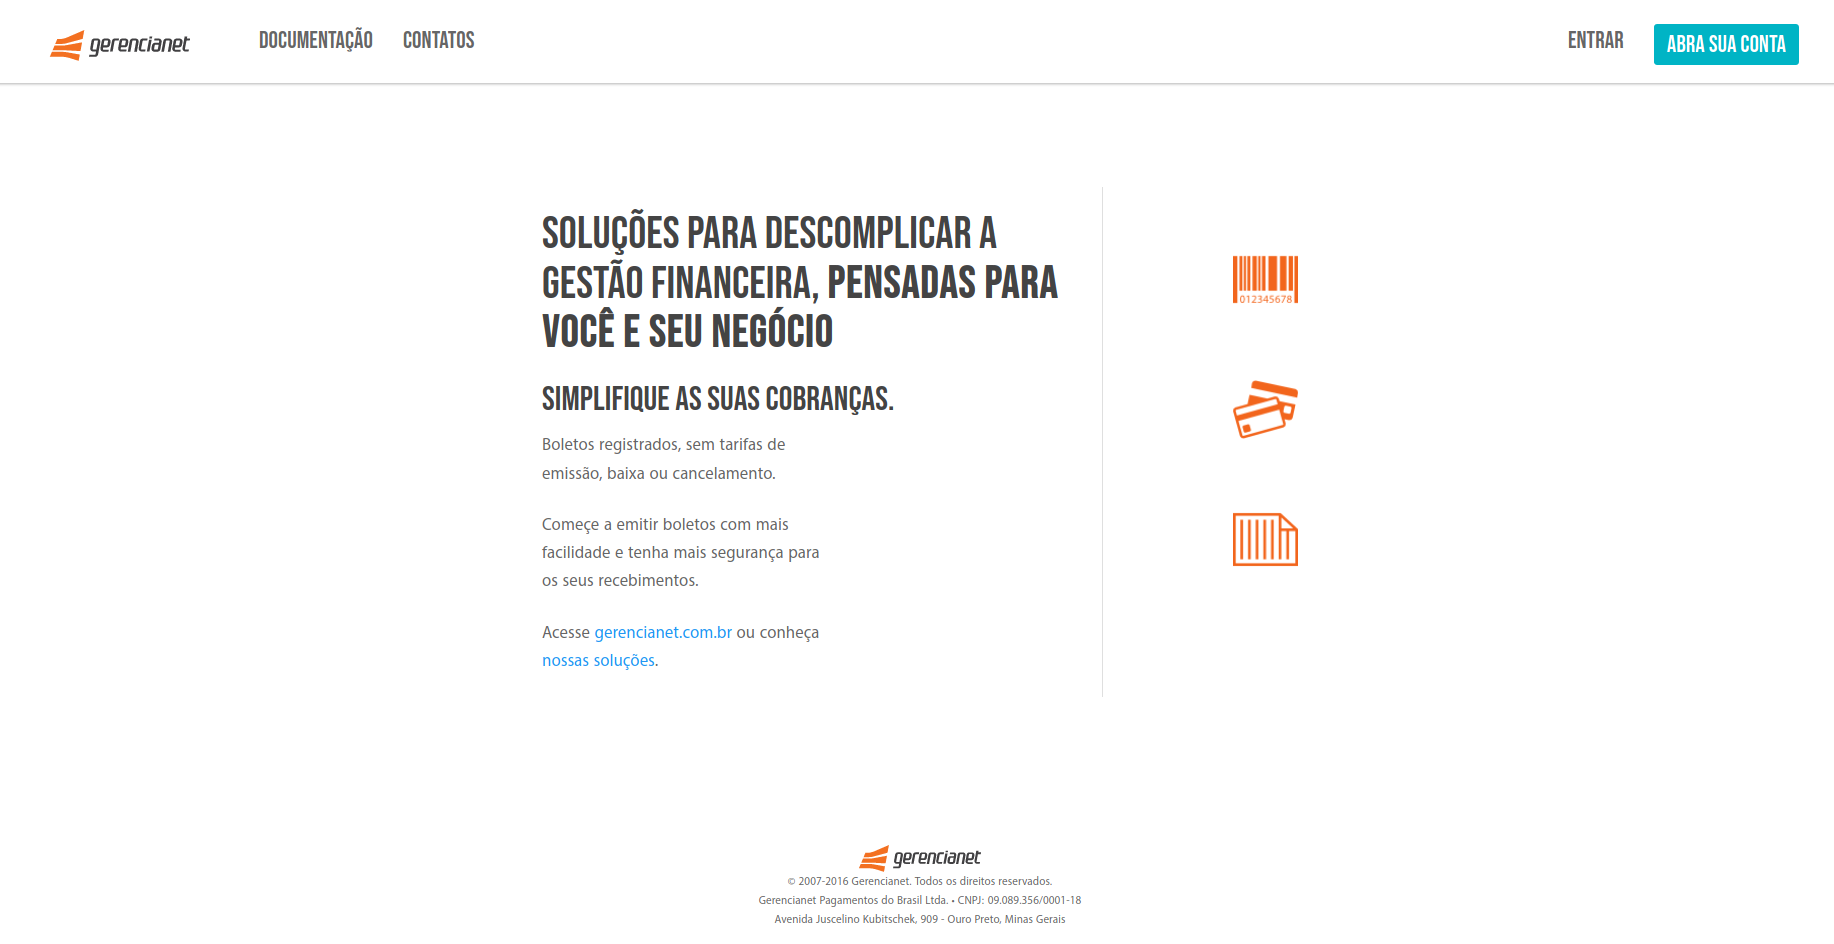 gerencianet
DOCUMENTAÇÃO
CONTATOS
ENTRAR
ABRA SUA CONTA
SOLUÇÕES PARA DESCOMPLICAR A
GESTÃO FINANCEIRA, PENSADAS PARA
VOCÊ E SEU NEGÓCIO
SIMPLIFIQUE AS SUAS COBRANÇAS.
Boletos registrados, sem tarifas de
emissão, baixa ou cancelamento.
Começe a emitir boletos com mais
facilidade e tenha mais segurança para
os seus recebimentos.
Acesse gerencianet.com.br ou conheça
nossas soluções.
012345678
gerencianet
© 2007-2016 Gerencianet. Todos os direitos reservados.
Gerencianet Pagamentos do Brasil Ltda. • CNPJ: 09.089.356/0001-18
Avenida Juscelino Kubitschek, 909 - Ouro Preto, Minas Gerais